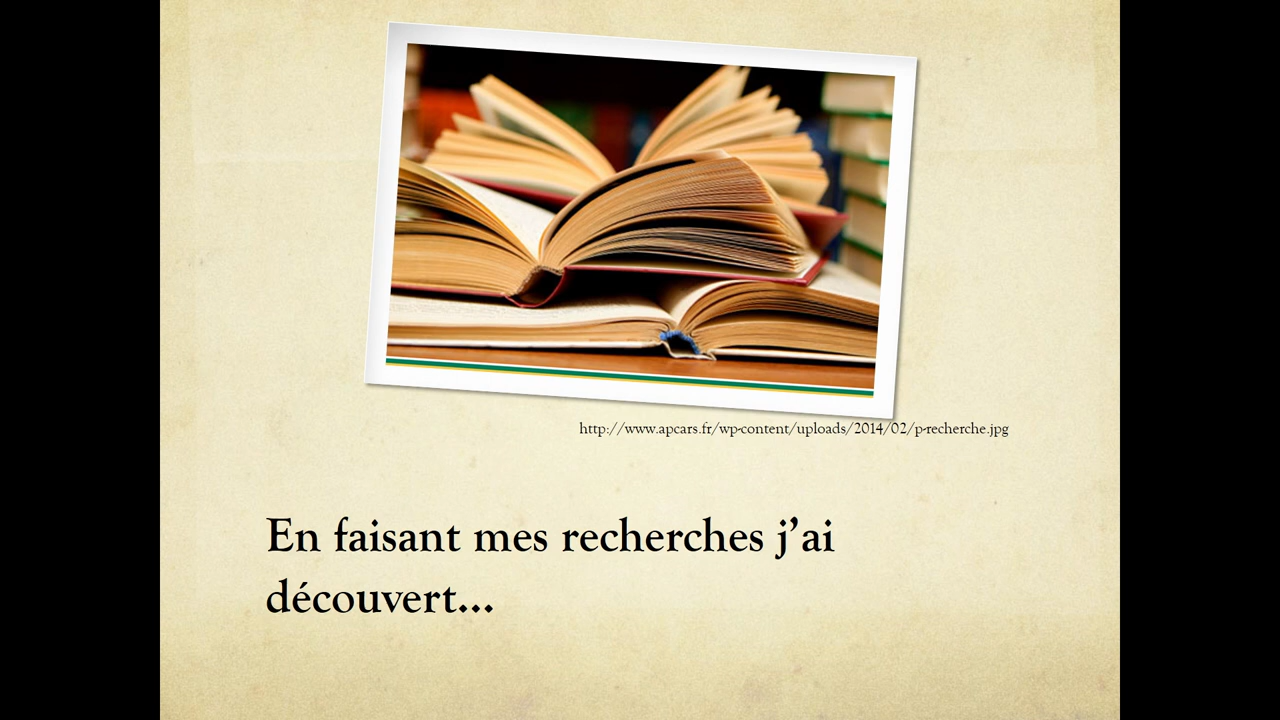 http://www.apcars.fr/wp-content/uploads/2014/02/p-recherche.jpg
En faisant mes recherches j’ai
découvert...